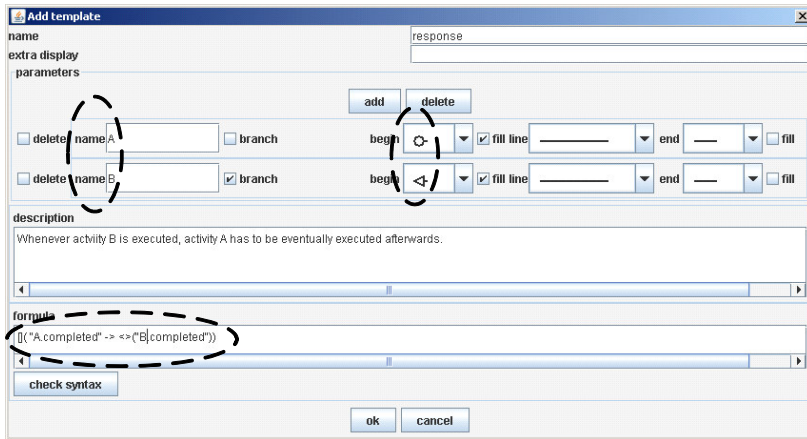 Add template
name response
extra display
parameters
add delete
delete name A branch begin fill line end fill
delete name B branch begin fill line end fill
description
Whenever actviity B is executed, activity A has to be eventually executed afterwards.
formula
[]( "A.completed" -> <>("B.completed"))
check syntax
ok cancel